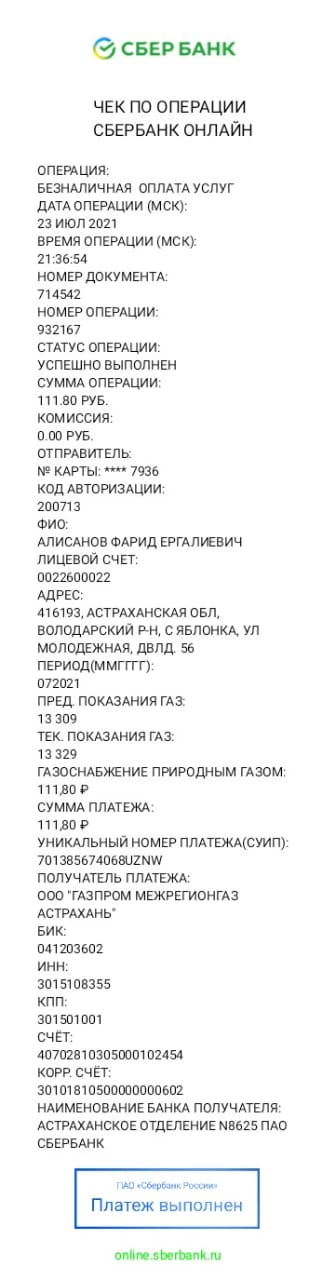 СБЕР БАНК
ЧЕК ПО ОПЕРАЦИИ
СБЕРБАНК ОНЛАЙН
ОПЕРАЦИЯ:
БЕЗНАЛИЧНАЯ ОПЛАТА УСЛУГ
ДАТА ОПЕРАЦИИ (МСК):
23 ИЮЛ 2021
ВРЕМЯ ОПЕРАЦИИ (МСК):
21:36:54
НОМЕР ДОКУМЕНТА:
714542
НОМЕР ОПЕРАЦИИ:
932167
СТАТУС ОПЕРАЦИИ:
УСПЕШНО ВЫПОЛНЕН
СУММА ОПЕРАЦИИ:
111.80 РУБ.
КОМИССИЯ:
0.00 РУБ.
ОТПРАВИТЕЛЬ:
№ КАРТЫ: **** 7936
КОД АВТОРИЗАЦИИ:
200713
ФИО:
АЛИСАНОВ ФАРИД ЕРГАЛИЕВИЧ
ЛИЦЕВОЙ СЧЕТ:
0022600022
АДРЕС:
416193, АСТРАХАНСКАЯ ОБЛ,
ВОЛОДАРСКИЙ Р-Н, С ЯБЛОНКА, УЛ
МОЛОДЕЖНАЯ, ДВЛД. 56
ПЕРИОД(ММГГГГ):
072021
ПРЕД. ПОКАЗАНИЯ ГАЗ:
13 309
ТЕК. ПОКАЗАНИЯ ГАЗ:
13 329
ГАЗОСНАБЖЕНИЕ ПРИРОДНЫМ ГАЗОМ:
111,80 ₽
СУММА ПЛАТЕЖА:
111,80 ₽
УНИКАЛЬНЫЙ НОМЕР ПЛАТЕЖА(СУИП):
701385674068UZNW
ПОЛУЧАТЕЛЬ ПЛАТЕЖА:
ООО "ГАЗПРОМ МЕЖРЕГИОНГАЗ
АСТРАХАНЬ"
БИК:
041203602
ИНН:
3015108355
КПП:
301501001
СЧЁТ:
40702810305000102454
КОРР. СЧЁТ:
30101810500000000602
НАИМЕНОВАНИЕ БАНКА ПОЛУЧАТЕЛЯ:
АСТРАХАНСКОЕ ОТДЕЛЕНИЕ N8625 ПАО
СБЕРБАНК
ПАО «Сбербанк России»
Платеж выполнен
online.sberbank.ru